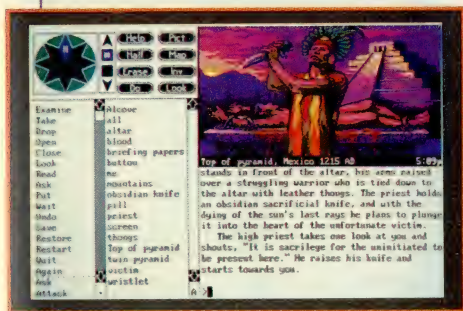 Help
Pict
Half
Map
Erase
Inv
Do
Look
Examine
Take
Drop
Open
Close
Look
Read
Ask
Put
Wait
Undo
Save
Restore
Restart
Quit
Again
Ask
Attack
Alcove
all
altar
blood
briefing papers
button
me
mountains
obsidian knife
pill
priest
screen
thongs
Top of pyramid
twin pyramid
victim
wristlet
Top of pyramid, Mexico 1215 AD 5:09
stands in front of the altar, his arms raised
over a struggling warrior who is tied down to
the altar with leather thongs. The priest holds
an obsidian sacrificial knife, and with the
dying of the sun's last rays he plans to plunge
it into the heart of the unfortunate victim.
The high priest takes one look at you and
shouts, "It is sacrilege for the uninitiated to
be present here." He raises his knife and
starts towards you.
A >